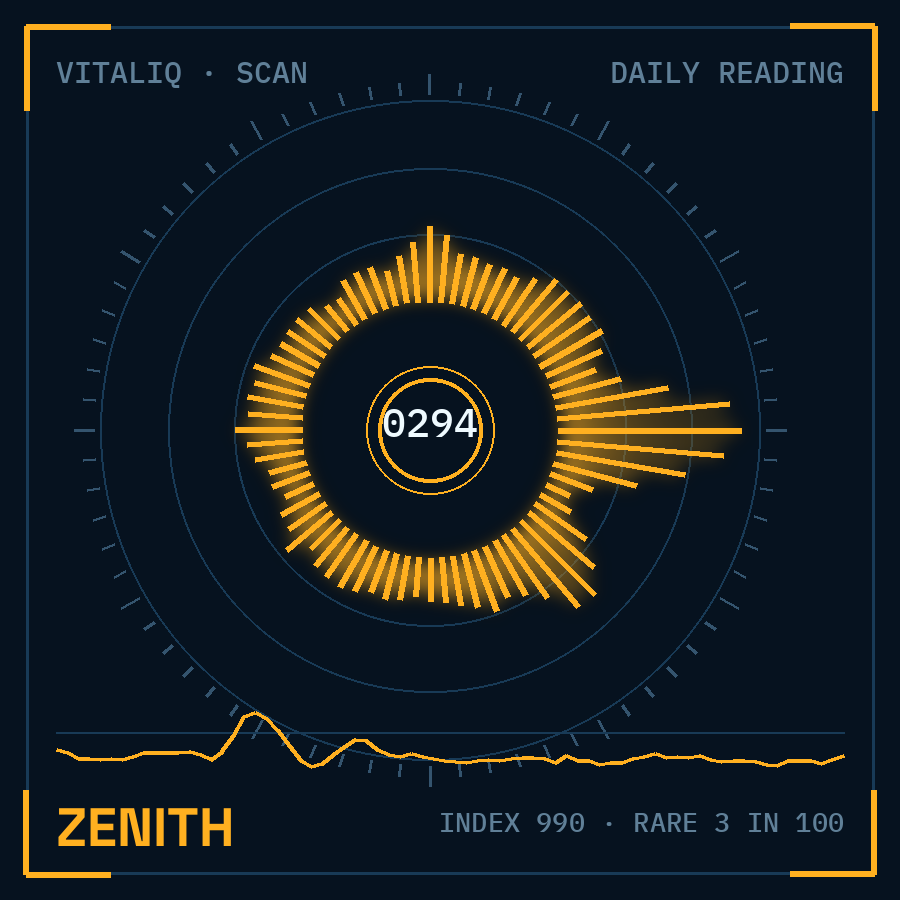 VITALIQ · SCAN
DAILY READING
0294
ZENITH
INDEX 990 · RARE 3 IN 100